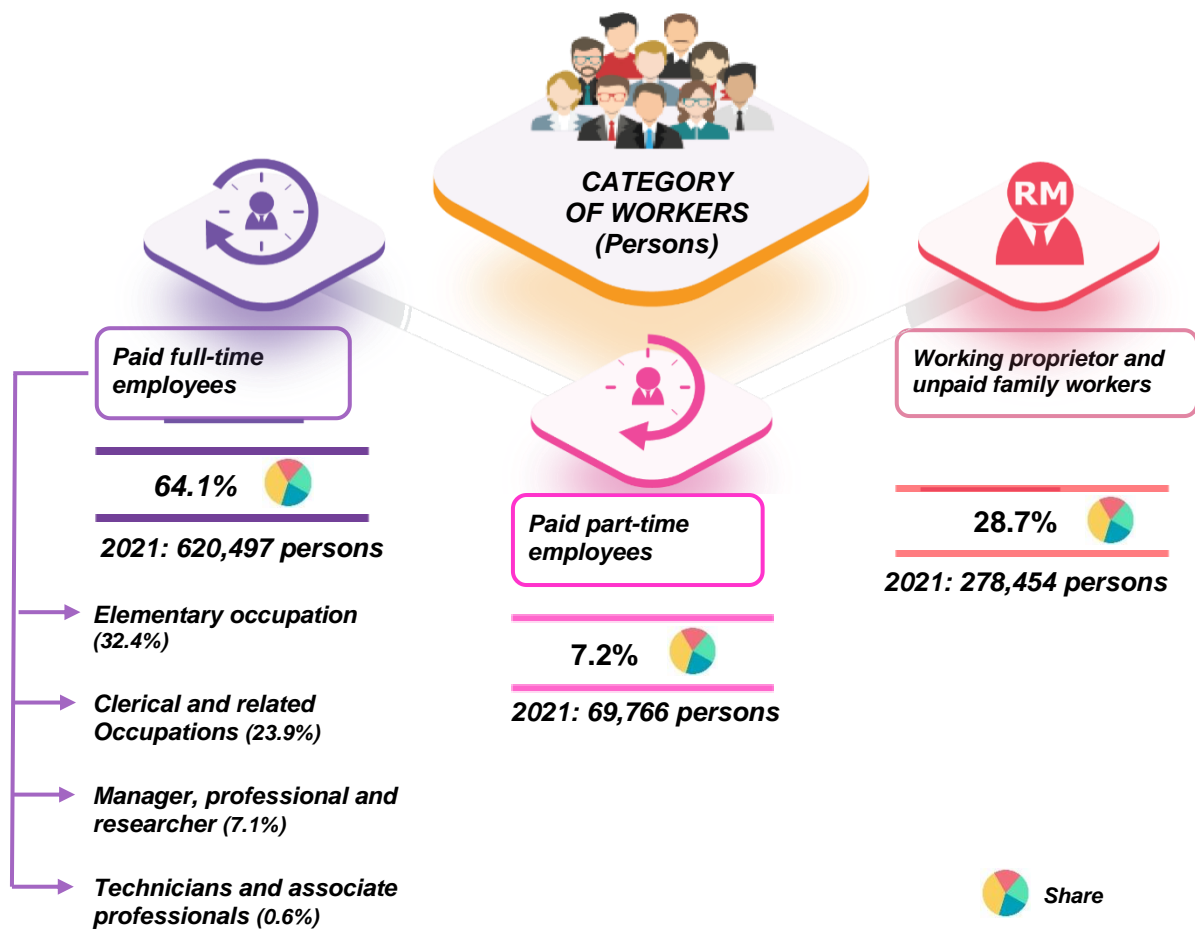 CATEGORY
OF WORKERS
(Persons)
RM
Paid full-time
employees
64.1%
2021: 620,497 persons
Elementary occupation
(32.4%)
Clerical and related
Occupations (23.9%)
Manager, professional and
researcher (7.1%)
Technicians and associate
professionals (0.6%)
Paid part-time
employees
7.2%
2021: 69,766 persons
Working proprietor and
unpaid family workers
28.7%
2021: 278,454 persons
Share